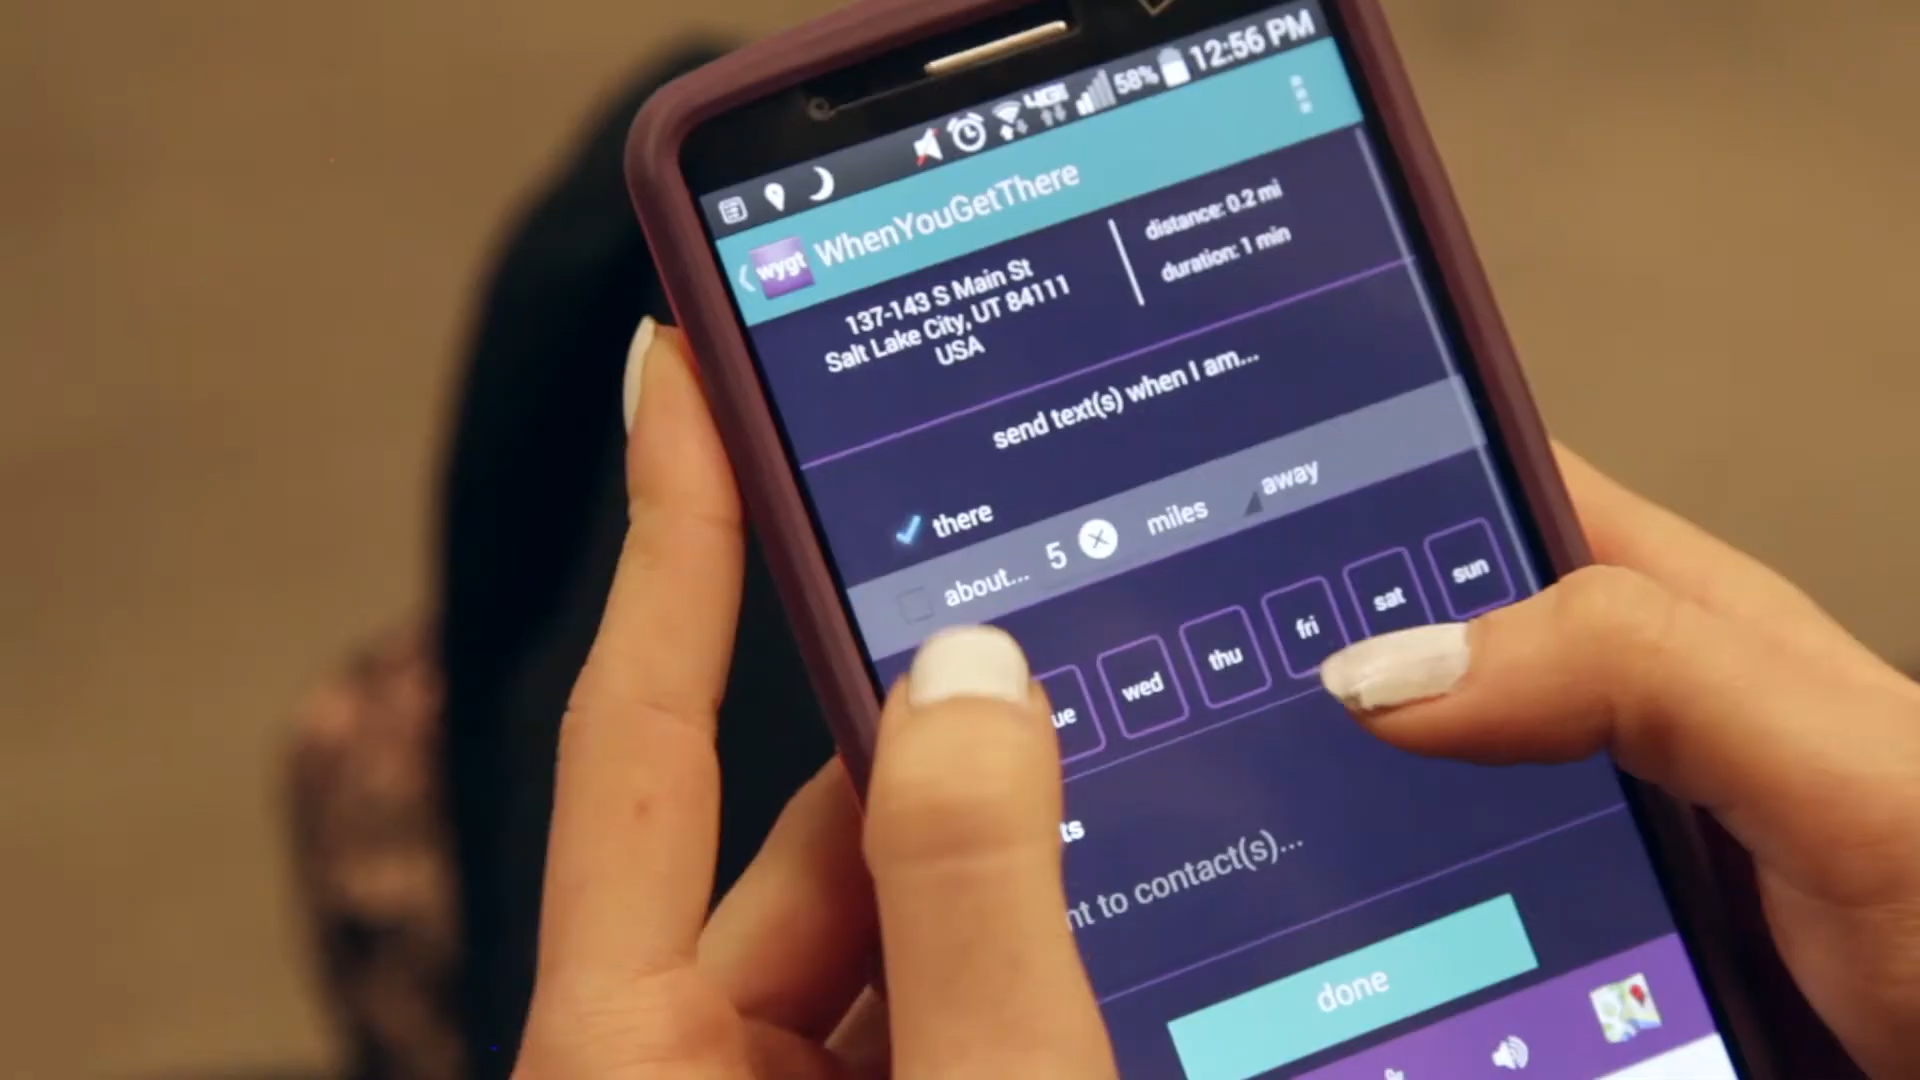 58% 12:56 PM
wygt WhenYouGetThere
137-143 S Main St
Salt Lake City, UT 84111
USA
distance: 0.2 mi
duration: 1 min
send text(s) when I am...
there
about... 5 miles away
ue wed thu fri sat sun
ts
nt to contact(s)...
done